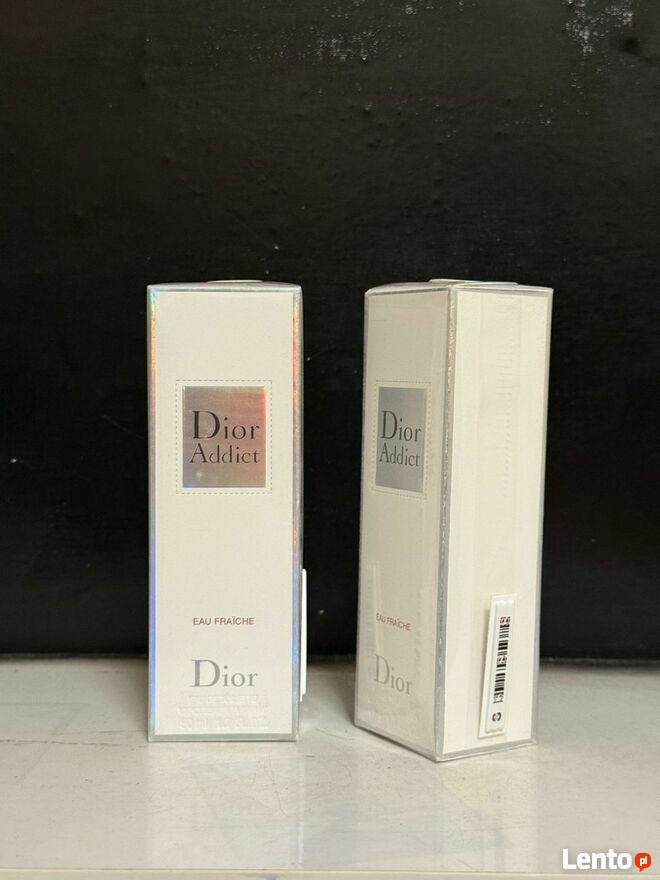 Dior
Addict
EAU FRAÎCHE
Dior
Dior
Addict
EAU FRAÎCHE
Dior
Lento pl